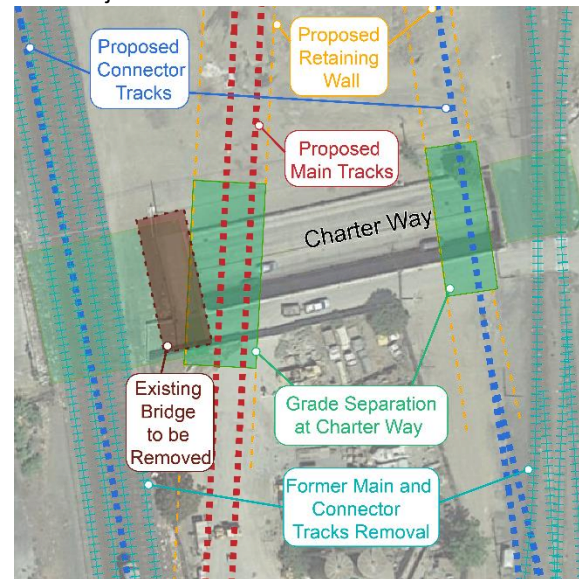 Proposed
Connector
Tracks
Proposed
Retaining
Wall
Proposed
Main Tracks
Charter Way
Existing
Bridge
to be
Removed
Grade Separation
at Charter Way
Former Main and
Connector
Tracks Removal